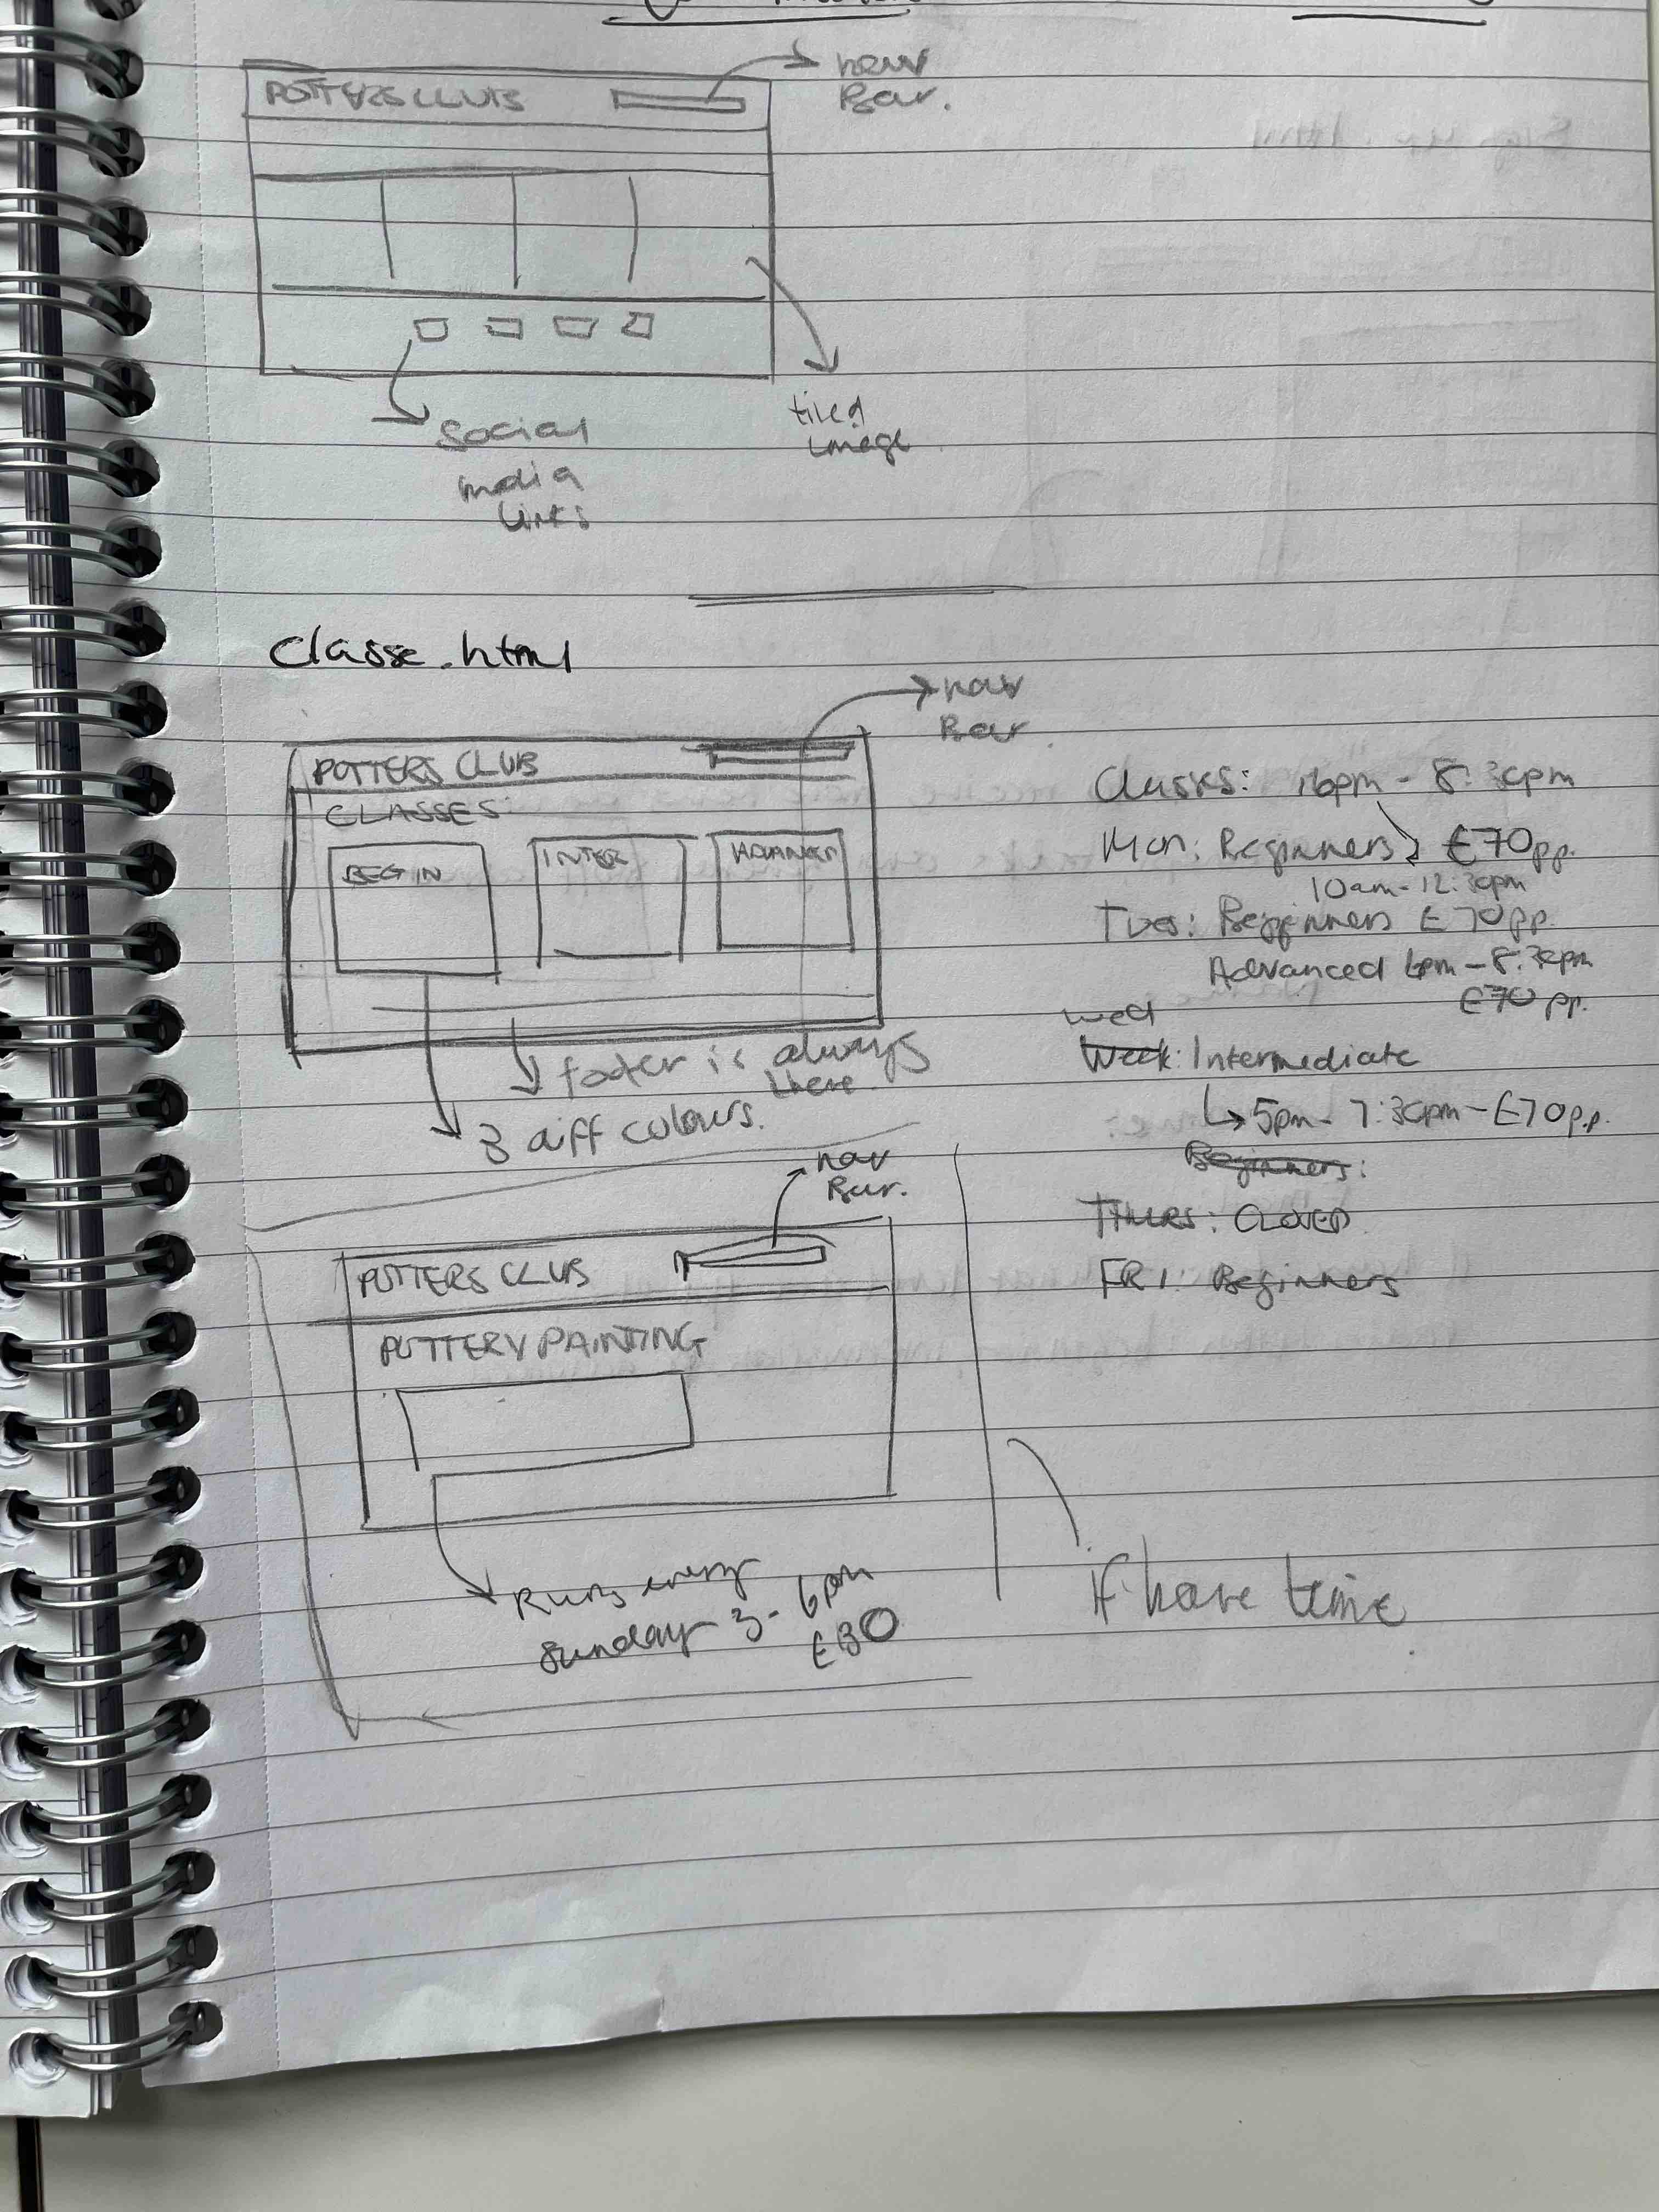 POTTERS CLUB
nav
Bar.
social
media
links
tiled
image
classe.html
nav
Bar
POTTERS CLUB
CLASSES:
BEGIN
INTER
ADVANCED
footer is always
there
3 diff colours.
nav
Bar.
POTTERS CLUB
POTTERY PAINTING
Runs every
Sunday 3-6pm
£30
Classes: 6pm - 8:30pm
Mon: Beginners £70pp.
10am-12:30pm
Tues: Beginners £70pp.
Advanced 6pm-8:30pm
£70pp.
wed
Week: Intermediate
5pm-7:30pm-£70p.p.
Beginners:
THURS: CLOSED
FRI: Beginners
if have time